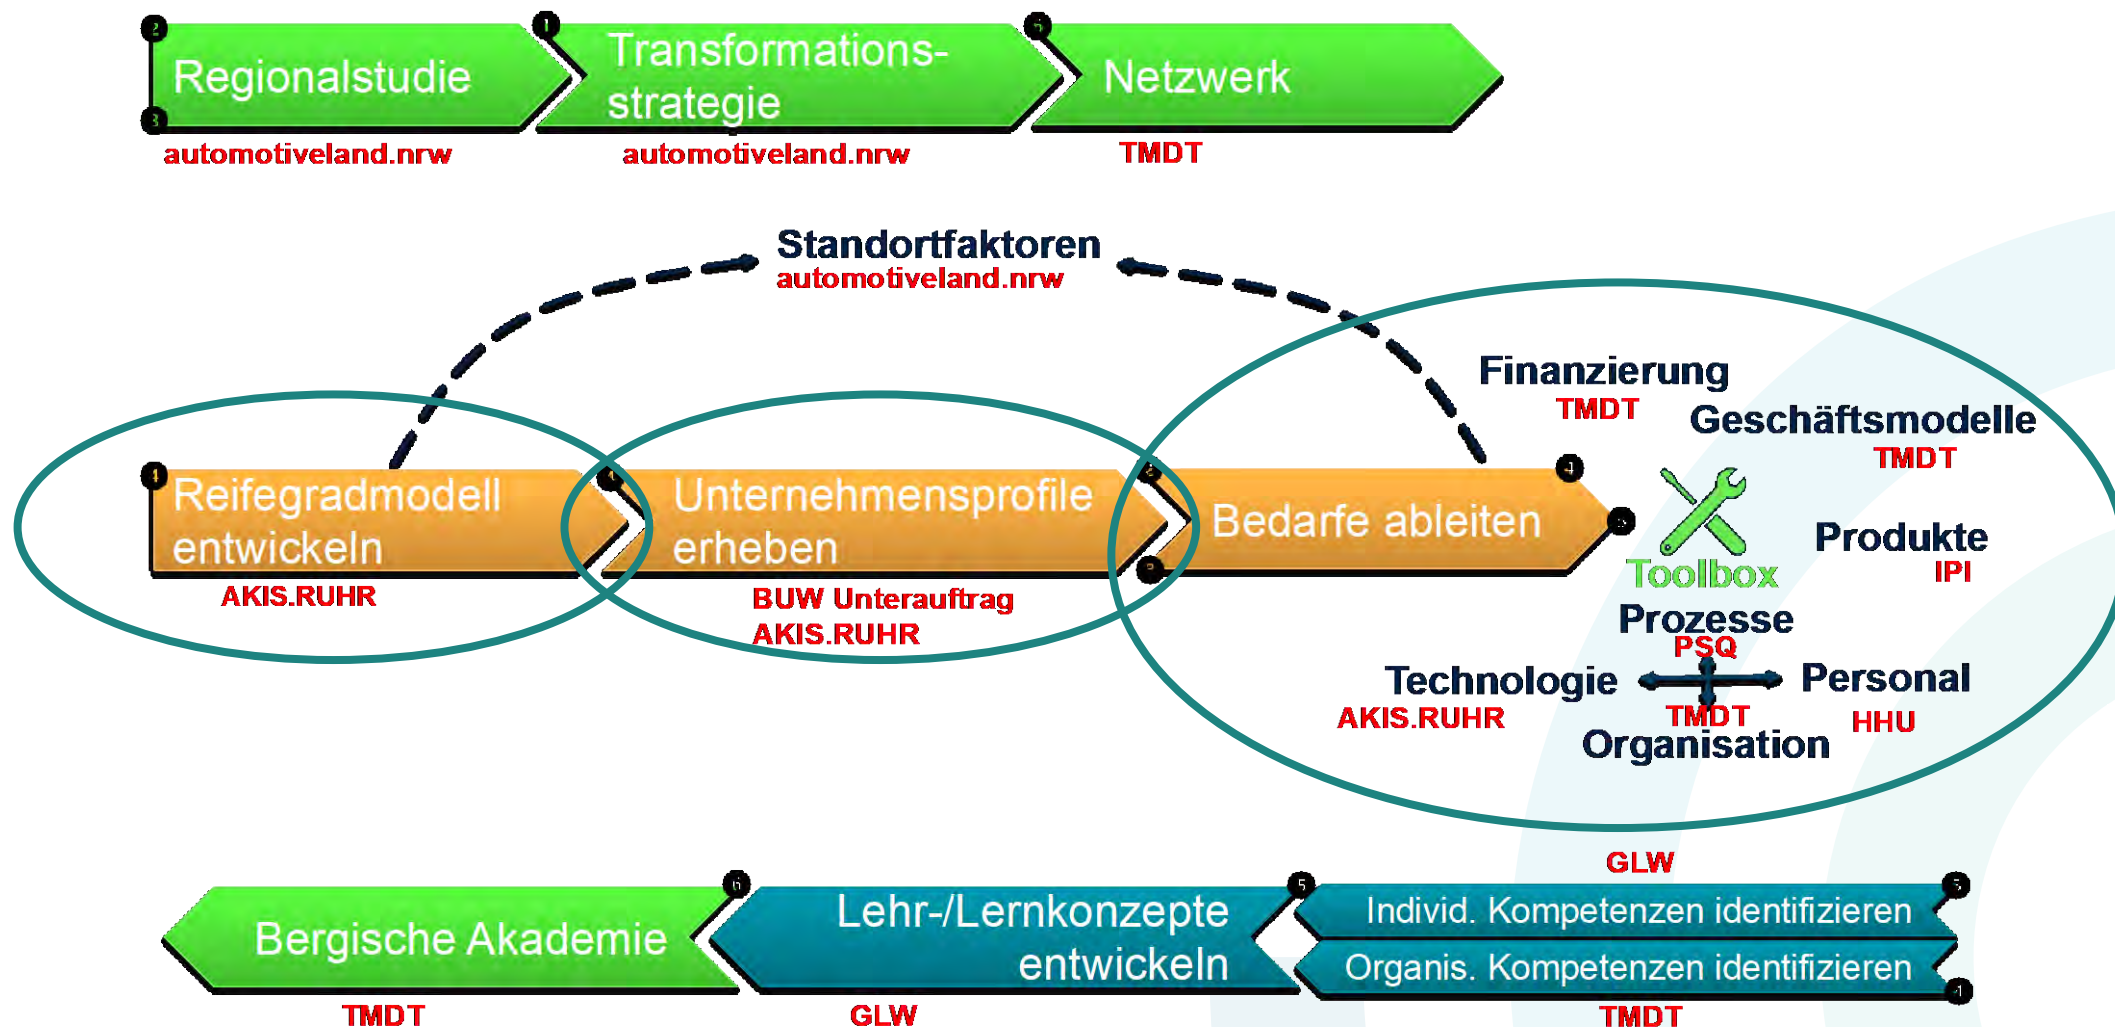 Regionalstudie
automotiveland.nrw
Transformations-
strategie
automotiveland.nrw
Netzwerk
TMDT
Standortfaktoren
automotiveland.nrw
Reifegradmodell
entwickeln
AKIS.RUHR
Unternehmensprofile
erheben
BUW Unterauftrag
AKIS.RUHR
Bedarfe ableiten
Finanzierung
TMDT
Geschäftsmodelle
TMDT
Toolbox
Produkte
IPI
Prozesse
PSQ
Technologie
AKIS.RUHR
Personal
HHU
TMDT
Organisation
Bergische Akademie
TMDT
6
Lehr-/Lernkonzepte
entwickeln
GLW
5
GLW
Individ. Kompetenzen identifizieren
Organis. Kompetenzen identifizieren
TMDT